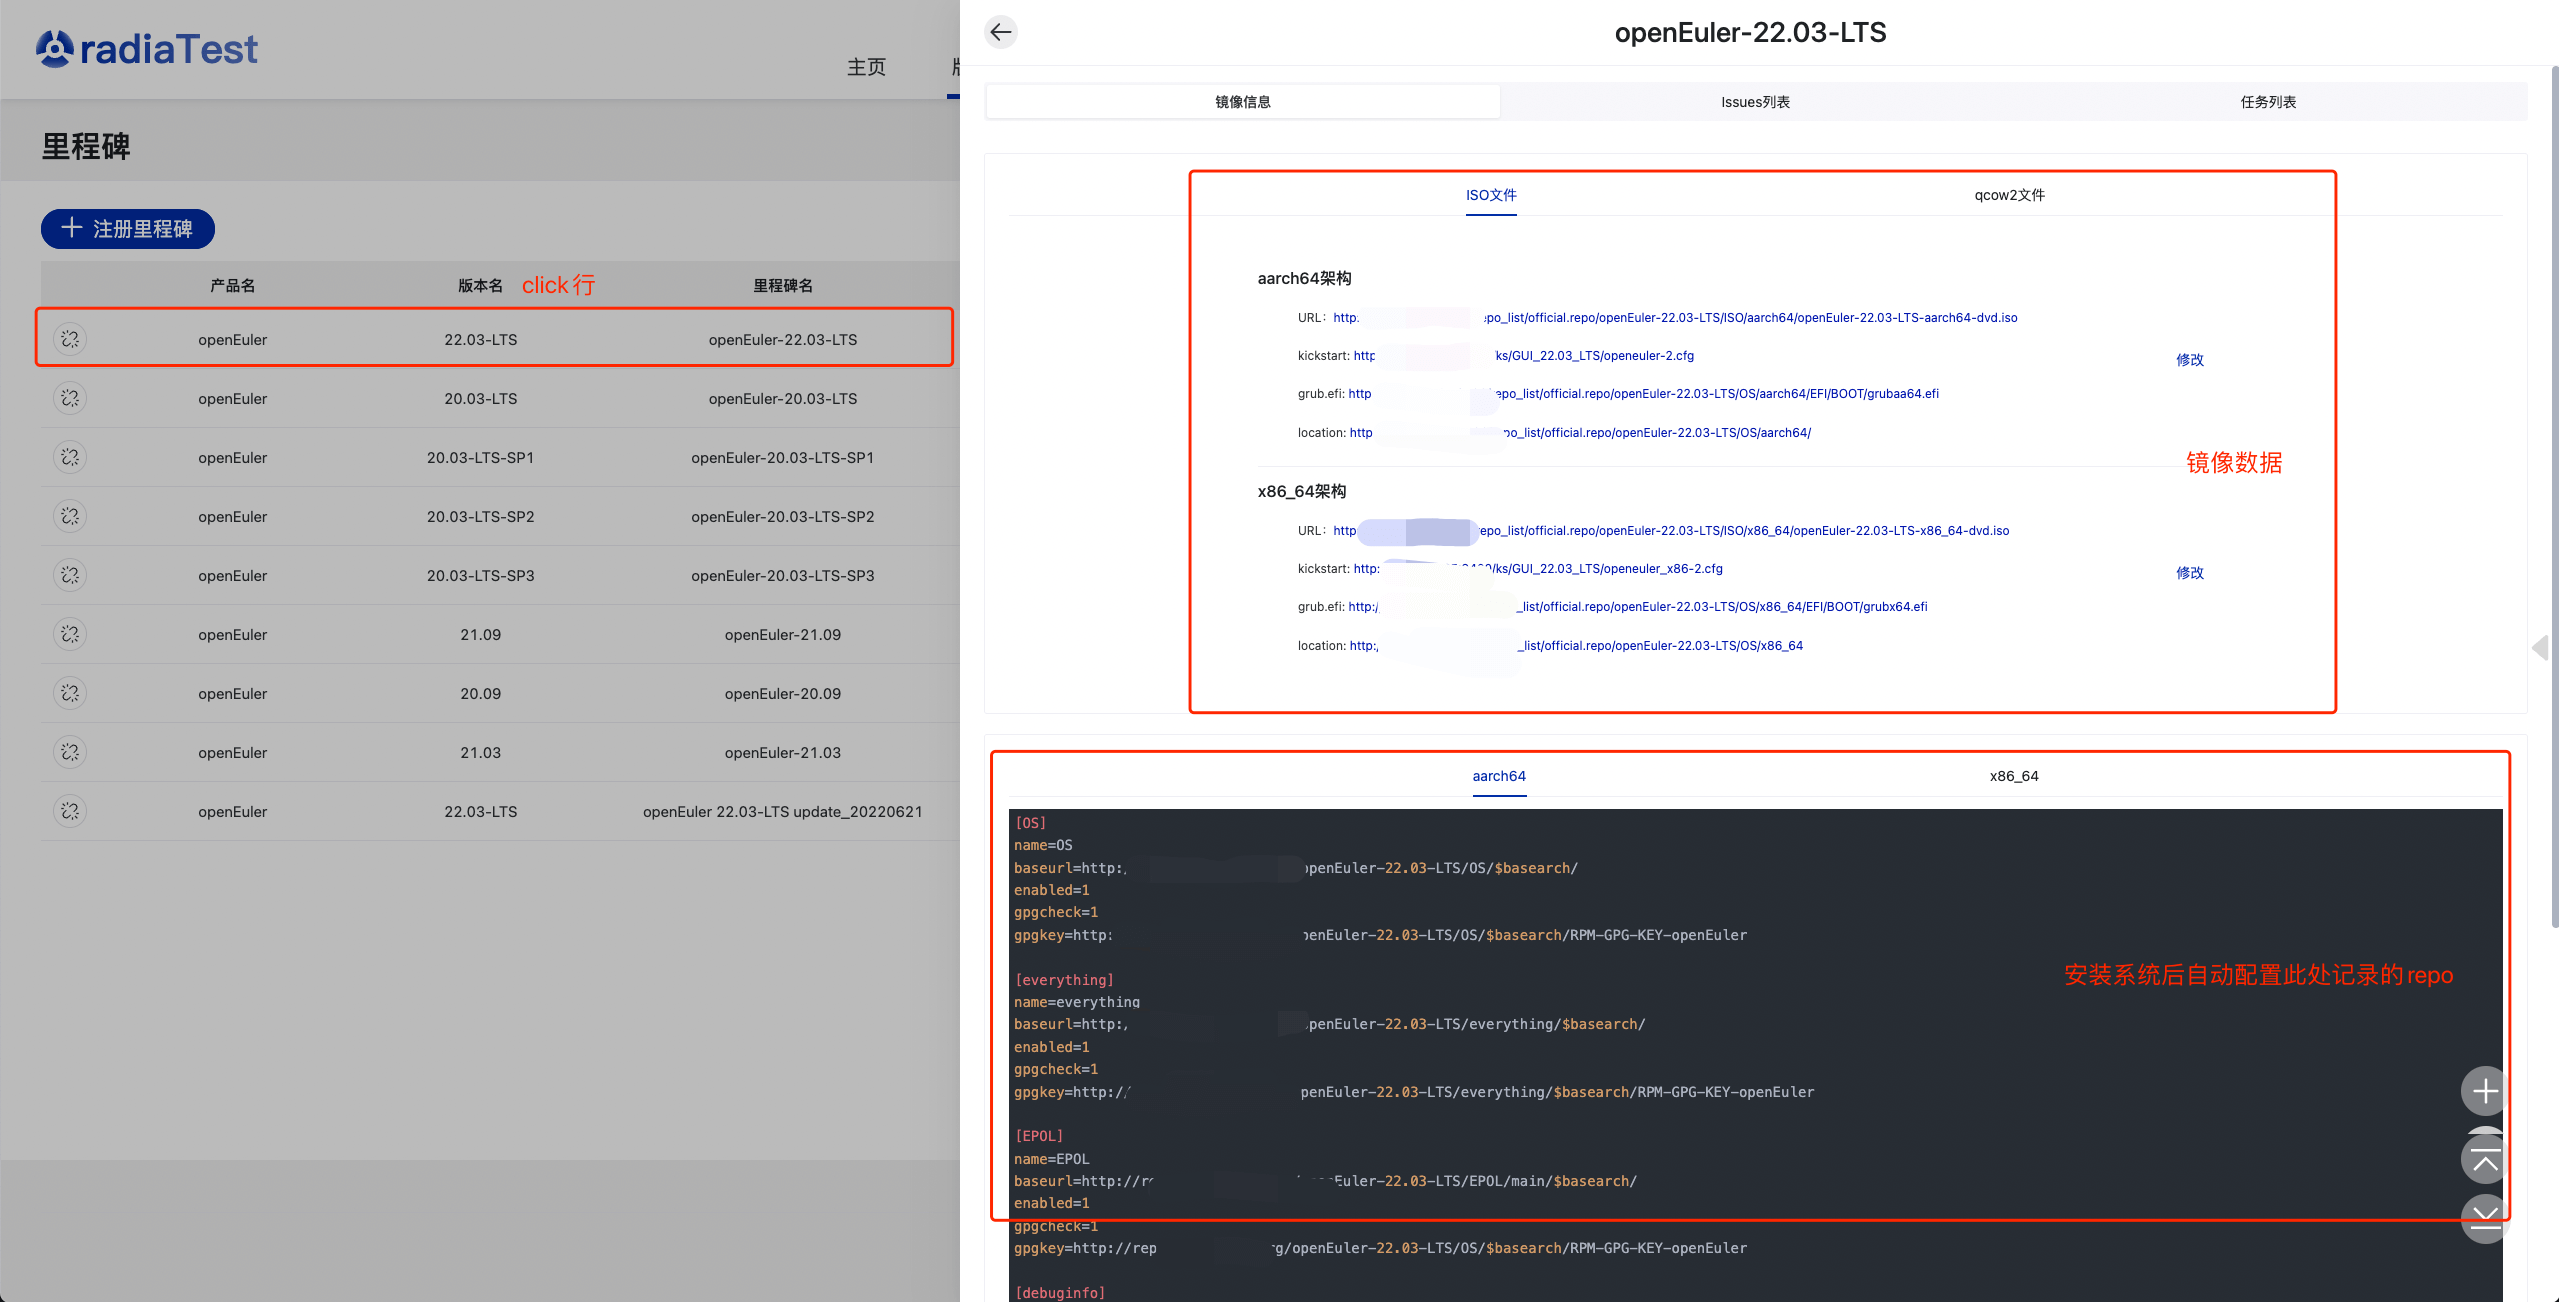 radiaTest
主页
里程碑
注册里程碑
产品名 版本名 click行 里程碑名
openEuler 22.03-LTS openEuler-22.03-LTS
openEuler 20.03-LTS openEuler-20.03-LTS
openEuler 20.03-LTS-SP1 openEuler-20.03-LTS-SP1
openEuler 20.03-LTS-SP2 openEuler-20.03-LTS-SP2
openEuler 20.03-LTS-SP3 openEuler-20.03-LTS-SP3
openEuler 21.09 openEuler-21.09
openEuler 20.09 openEuler-20.09
openEuler 21.03 openEuler-21.03
openEuler 22.03-LTS openEuler 22.03-LTS update_20220621
openEuler-22.03-LTS
镜像信息 Issues列表 任务列表
ISO文件 qcow2文件
aarch64架构
URL: http. epo_list/official.repo/openEuler-22.03-LTS/ISO/aarch64/openEuler-22.03-LTS-aarch64-dvd.iso
kickstart: http /ks/GUI_22.03_LTS/openeuler-2.cfg
修改
grub.efi: http epo_list/official.repo/openEuler-22.03-LTS/OS/aarch64/EFI/BOOT/grubaa64.efi
location: http po_list/official.repo/openEuler-22.03-LTS/OS/aarch64/
镜像数据
x86_64架构
URL: http repo_list/official.repo/openEuler-22.03-LTS/ISO/x86_64/openEuler-22.03-LTS-x86_64-dvd.iso
kickstart: http: /ks/GUI_22.03_LTS/openeuler_x86-2.cfg
修改
grub.efi: http:/ _list/official.repo/openEuler-22.03-LTS/OS/x86_64/EFI/BOOT/grubx64.efi
location: http:/ _list/official.repo/openEuler-22.03-LTS/OS/x86_64
aarch64 x86_64
[OS]
name=OS
baseurl=http:/ openEuler-22.03-LTS/OS/$basearch/
enabled=1
gpgcheck=1
gpgkey=http: penEuler-22.03-LTS/OS/$basearch/RPM-GPG-KEY-openEuler
[everything]
安装系统后自动配置此处记录的repo
name=everything
baseurl=http:/ penEuler-22.03-LTS/everything/$basearch/
enabled=1
gpgcheck=1
gpgkey=http:// penEuler-22.03-LTS/everything/$basearch/RPM-GPG-KEY-openEuler
[EPOL]
name=EPOL
baseurl=http://re Euler-22.03-LTS/EPOL/main/$basearch/
enabled=1
gpgcheck=1
gpgkey=http://rep g/openEuler-22.03-LTS/OS/$basearch/RPM-GPG-KEY-openEuler
[debuginfo]